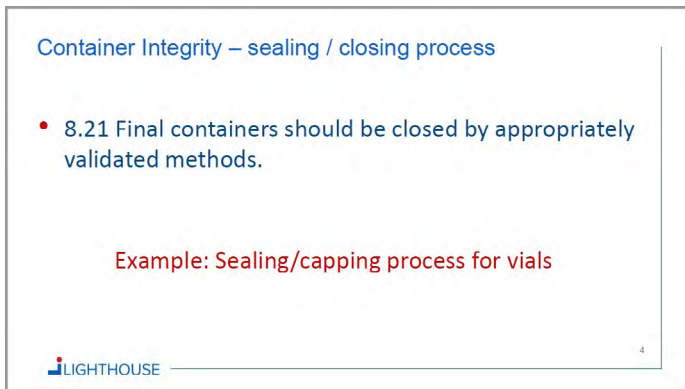 Container Integrity – sealing / closing process
• 8.21 Final containers should be closed by appropriately
validated methods.
Example: Sealing/capping process for vials
4
LIGHTHOUSE